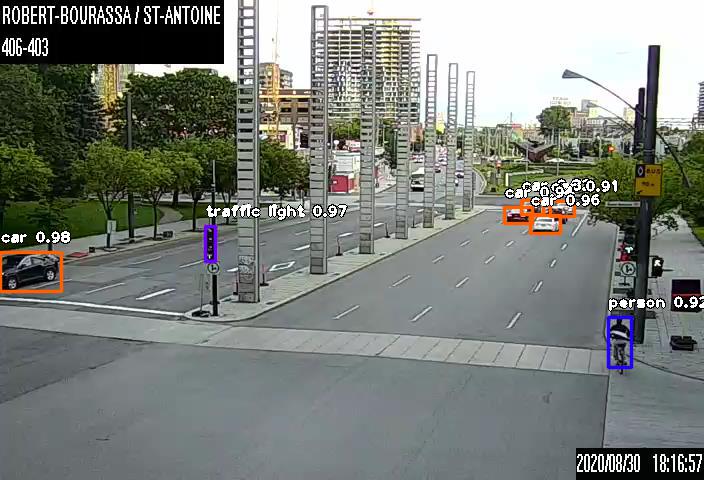 ROBERT-BOURASSA / ST-ANTOINE
406-403
traffic light 0.97
0.91
car 0.96
car 0.98
BUS
person 0.92
2020/08/30 18:16:57